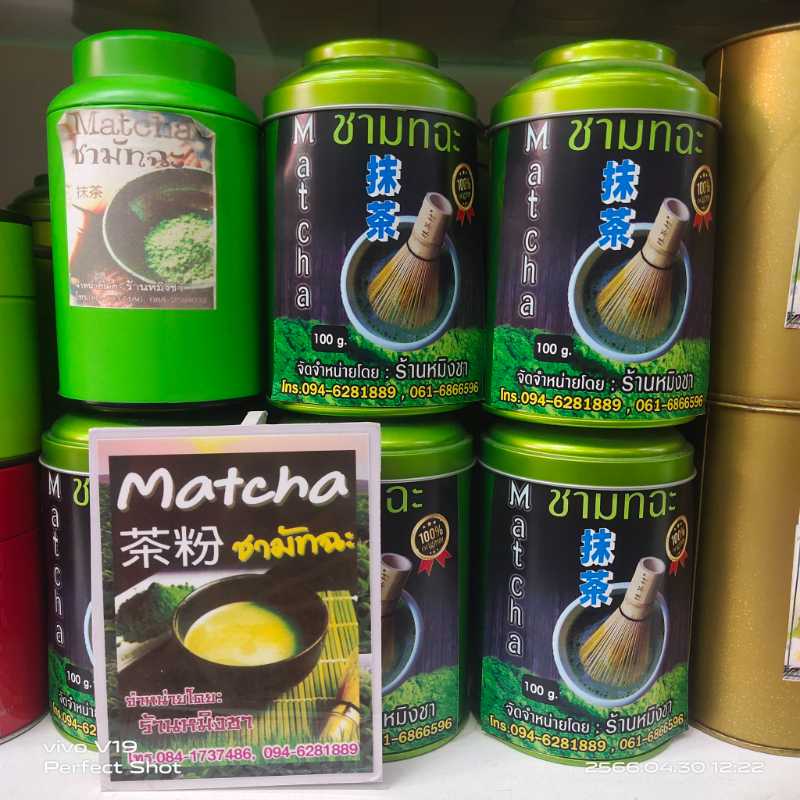 Matcha
ชามัทฉะ
抹茶
Matcha
ชามทฉะ
抹茶
100%
100 g.
จัดจำหน่ายโดย : ร้านหมิงชา
โทร.094-6281889 , 061-6866596
Matcha
ชามทฉะ
抹茶
100%
100 g.
จัดจำหน่ายโดย : ร้านหมิงชา
โทร.094-6281889 , 061-6866596
Matcha
100 g.
Matcha
茶粉 ชามัทฉะ
จำหน่ายโดย:
ร้านหมิงชา
โทร.084-1737486, 094-6281889
ฉะ
100%
Matcha
ชามทฉะ
抹茶
100 g.
จัดจำหน่ายโดย : ร้านหมิงชา
โทร.094-6281889 , 061-6866596
vivo V19
Perfect Shot
2566.04.30 12:22